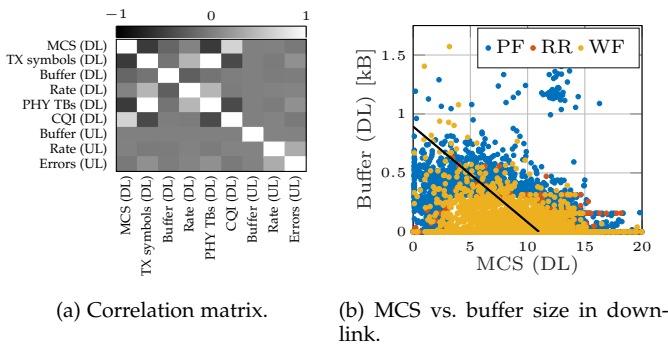 −1 0 1
MCS (DL)
TX symbols (DL)
Buffer (DL)
Rate (DL)
PHY TBs (DL)
CQI (DL)
Buffer (UL)
Rate (UL)
Errors (UL)
MCS (DL)
TX symbols (DL)
Buffer (DL)
Rate (DL)
PHY TBs (DL)
CQI (DL)
Buffer (UL)
Rate (UL)
Errors (UL)
(a) Correlation matrix.
PF RR WF
Buffer (DL) [kB]
1.5
1
0.5
0
0 5 10 15 20
MCS (DL)
(b) MCS vs. buffer size in down-
link.